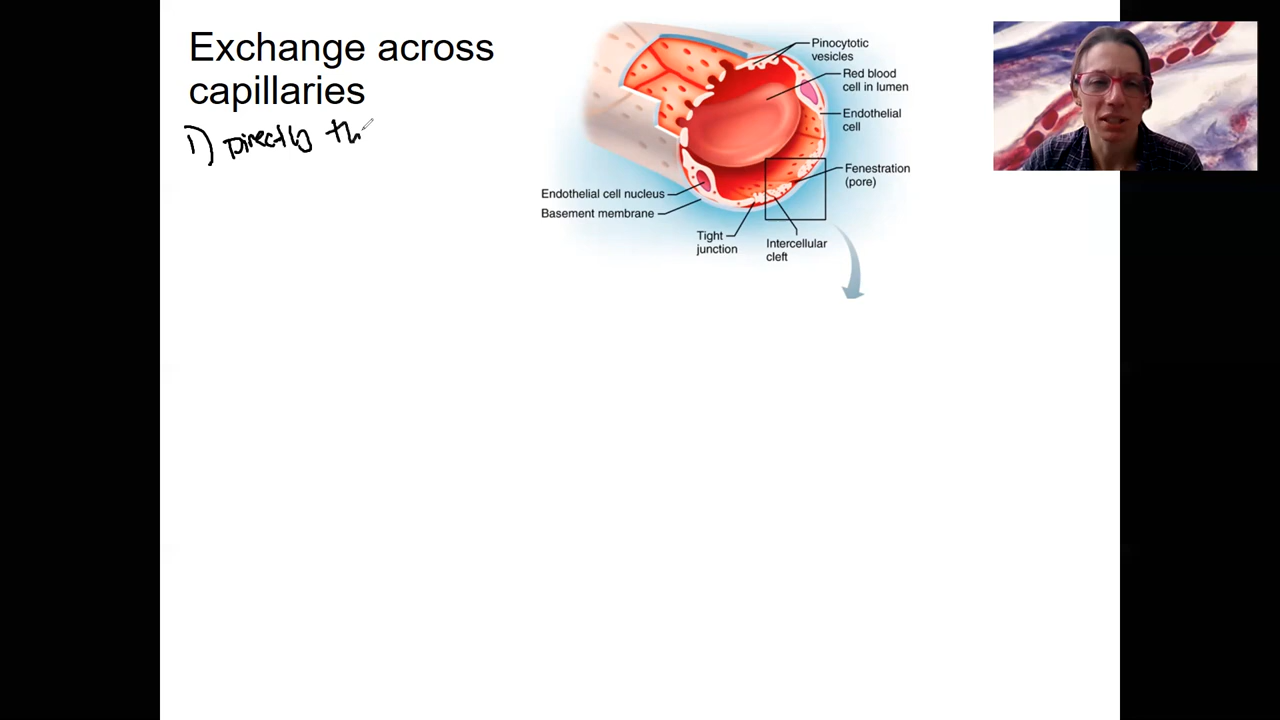 Exchange across
capillaries
1) Directly th
Pinocytotic
vesicles
Red blood
cell in lumen
Endothelial
cell
Fenestration
(pore)
Endothelial cell nucleus
Basement membrane
Tight
junction
Intercellular
cleft